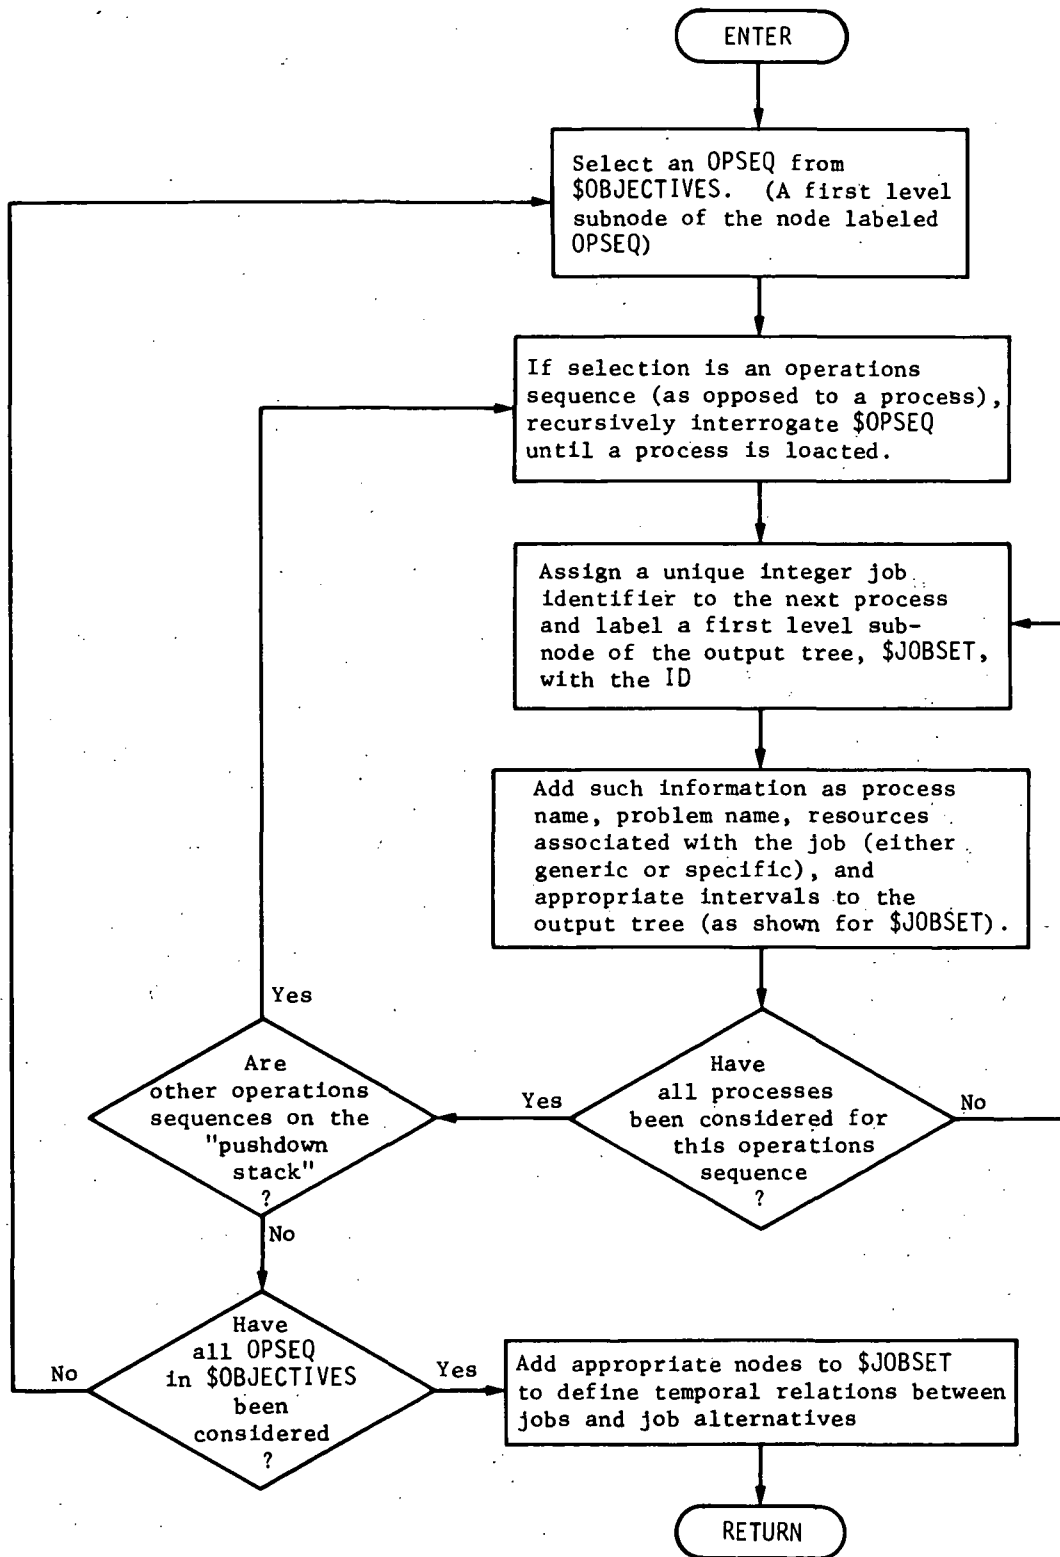 ENTER
Select an OPSEQ from
$OBJECTIVES. (A first level
subnode of the node labeled
OPSEQ)
If selection is an operations
sequence (as opposed to a process),
recursively interrogate $OPSEQ
until a process is loacted.
Assign a unique integer job
identifier to the next process
and label a first level sub-
node of the output tree, $JOBSET,
with the ID
Add such information as process
name, problem name, resources
associated with the job (either
generic or specific), and
appropriate intervals to the
output tree (as shown for $JOBSET).
Have
all processes
been considered for
this operations
sequence
?
No
Yes
Are
other operations
sequences on the
"pushdown
stack"
?
Yes
No
Have
all OPSEQ
in $OBJECTIVES
been
considered
?
No
Yes
Add appropriate nodes to $JOBSET
to define temporal relations between
jobs and job alternatives
RETURN